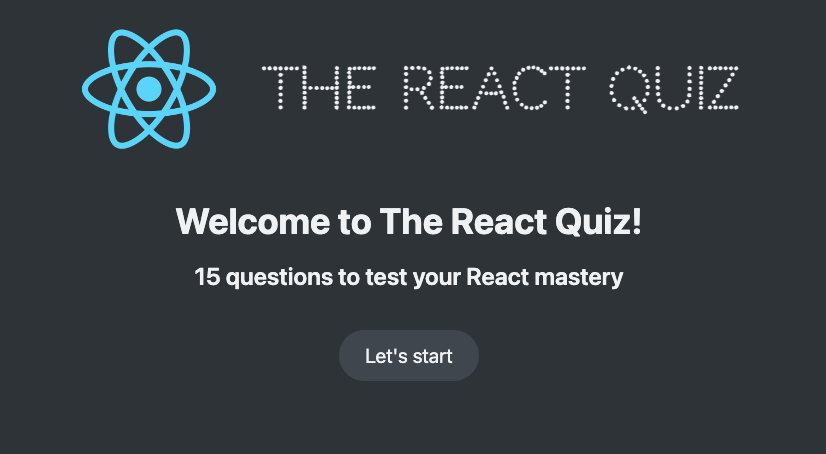 THE REACT QUIZ
Welcome to The React Quiz!
15 questions to test your React mastery
Let's start